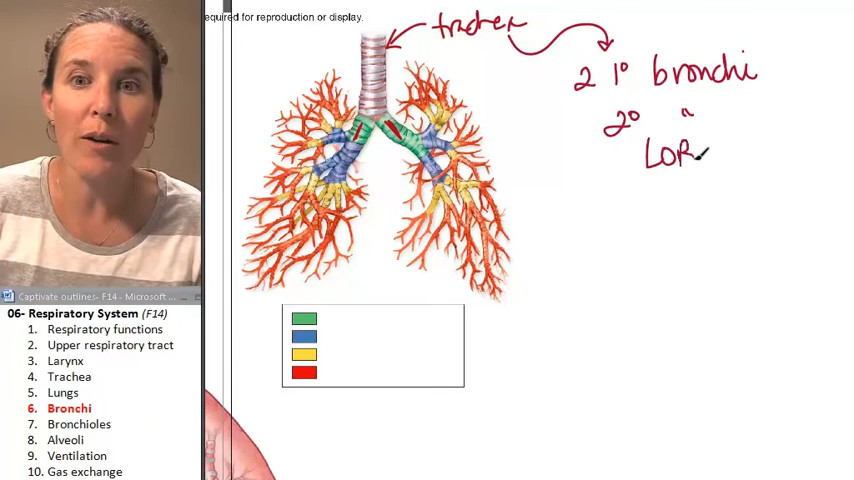 equired for reproduction or display.
trachea
2 1° bronchi
2° "
LOR
Captivate outlines- F14 - Microsoft ...
06- Respiratory System (F14)
1. Respiratory functions
2. Upper respiratory tract
3. Larynx
4. Trachea
5. Lungs
6. Bronchi
7. Bronchioles
8. Alveoli
9. Ventilation
10. Gas exchange